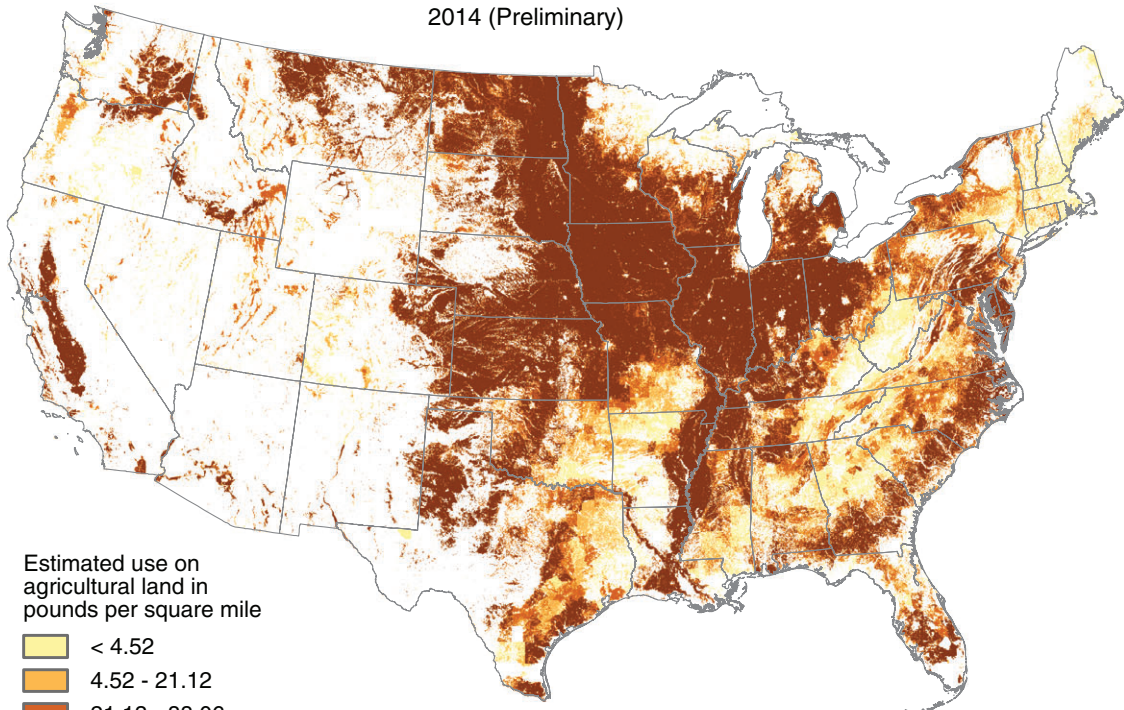 2014 (Preliminary)
Estimated use on
agricultural land in
pounds per square mile
< 4.52
4.52 - 21.12